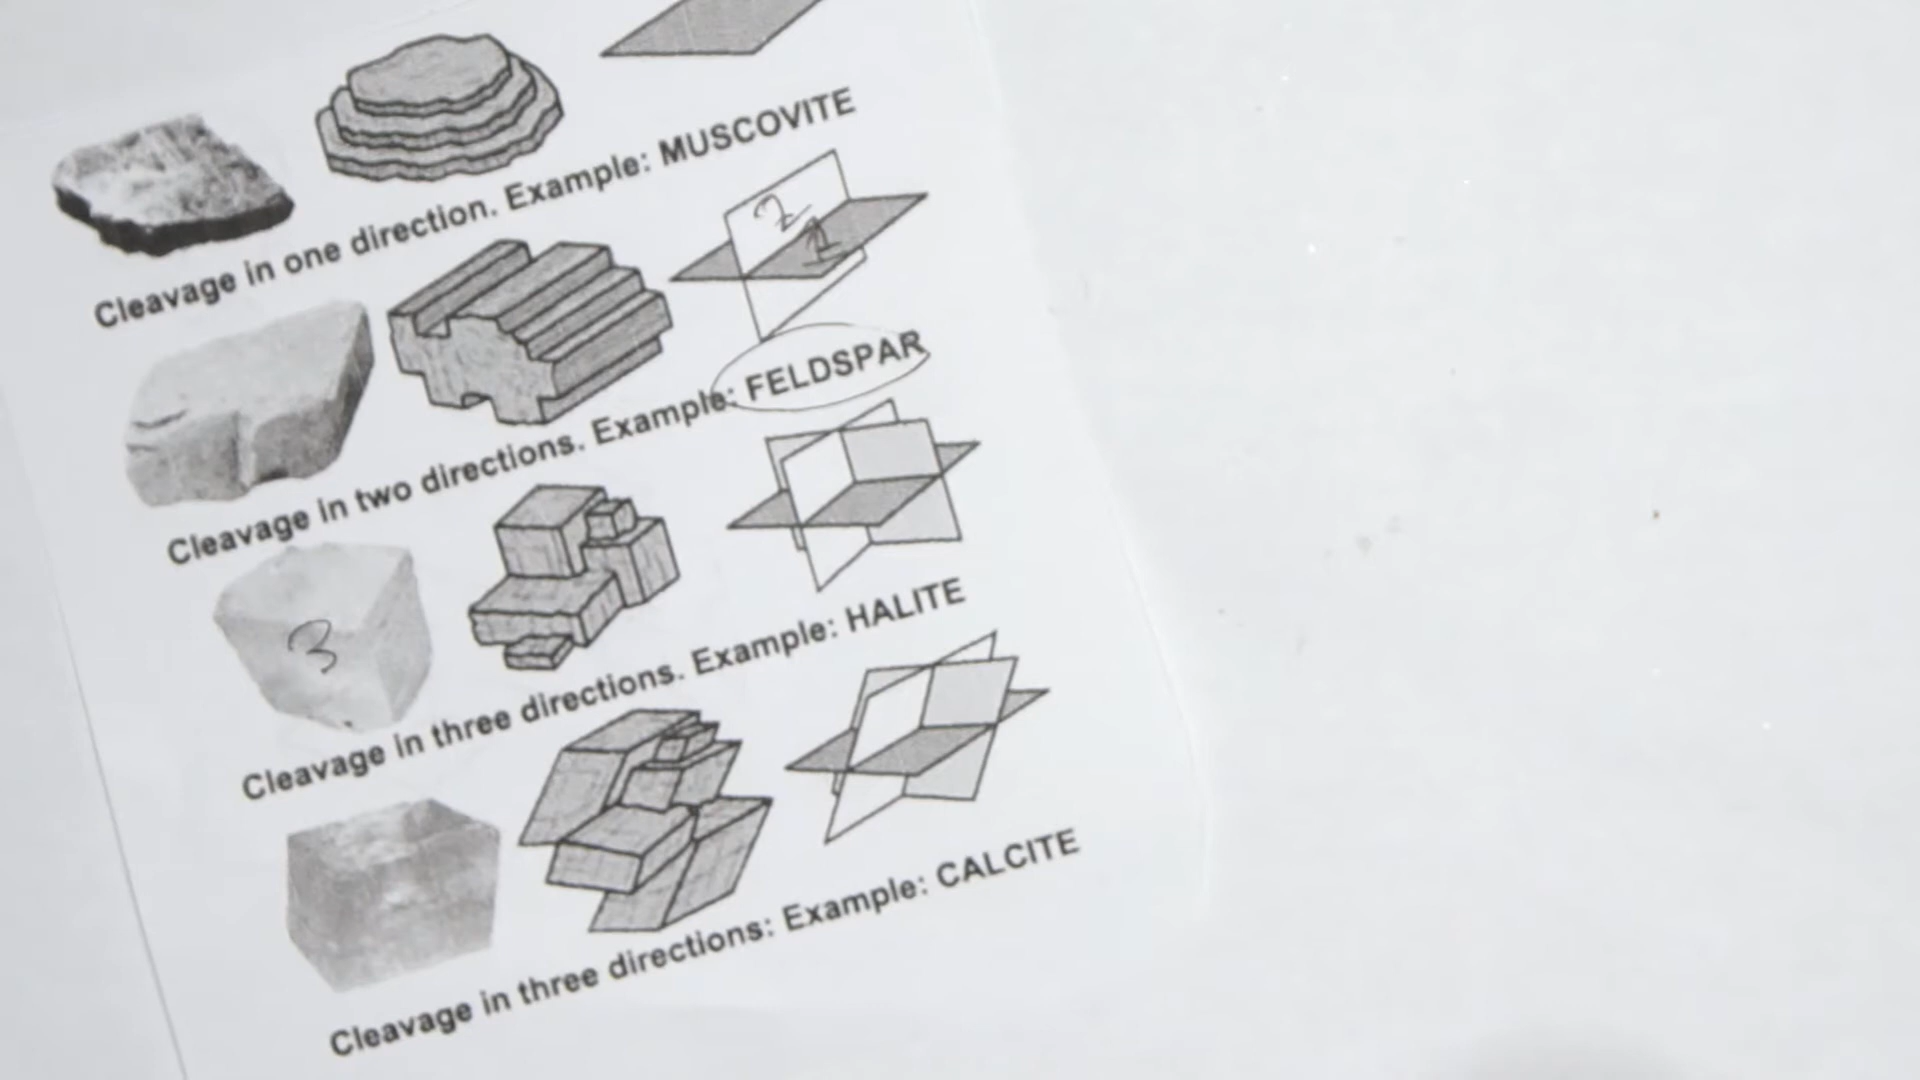 Cleavage in one direction. Example: MUSCOVITE
2
1
Cleavage in two directions. Example: FELDSPAR
3
Cleavage in three directions. Example: HALITE
Cleavage in three directions: Example: CALCITE